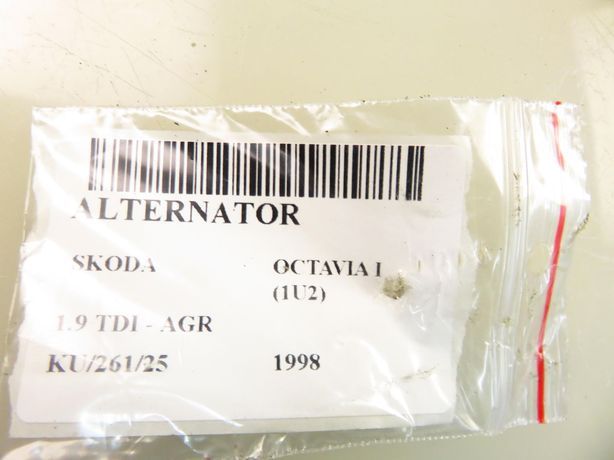 ALTERNATOR
SKODA OCTAVIA I
(1U2)
1.9 TDI - AGR
KU/261/25 1998